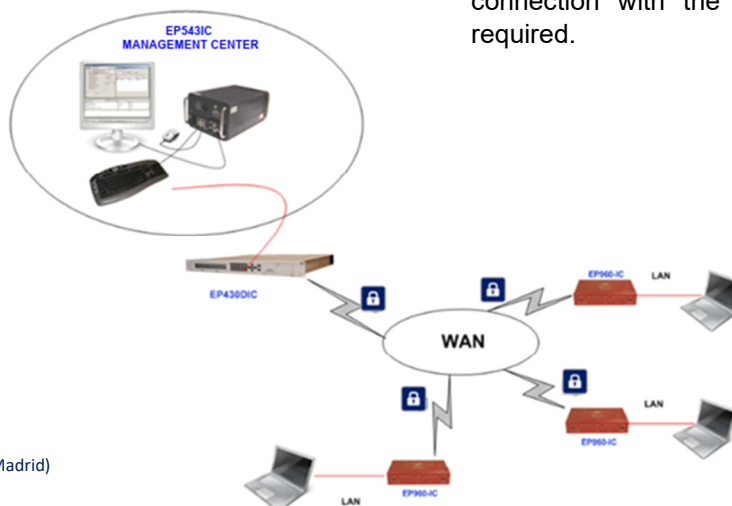 connection with the
required.
EP543IC
MANAGEMENT CENTER
EP430DIC
WAN
EP960-IC
LAN
EP960-IC
LAN
EP960-IC
LAN
Madrid)